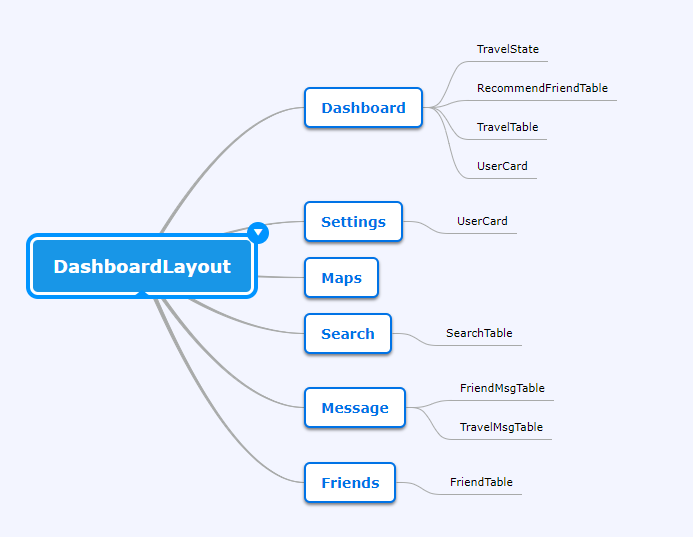 DashboardLayout
Dashboard
TravelState
RecommendFriendTable
TravelTable
UserCard
Settings
UserCard
Maps
Search
SearchTable
Message
FriendMsgTable
TravelMsgTable
Friends
FriendTable